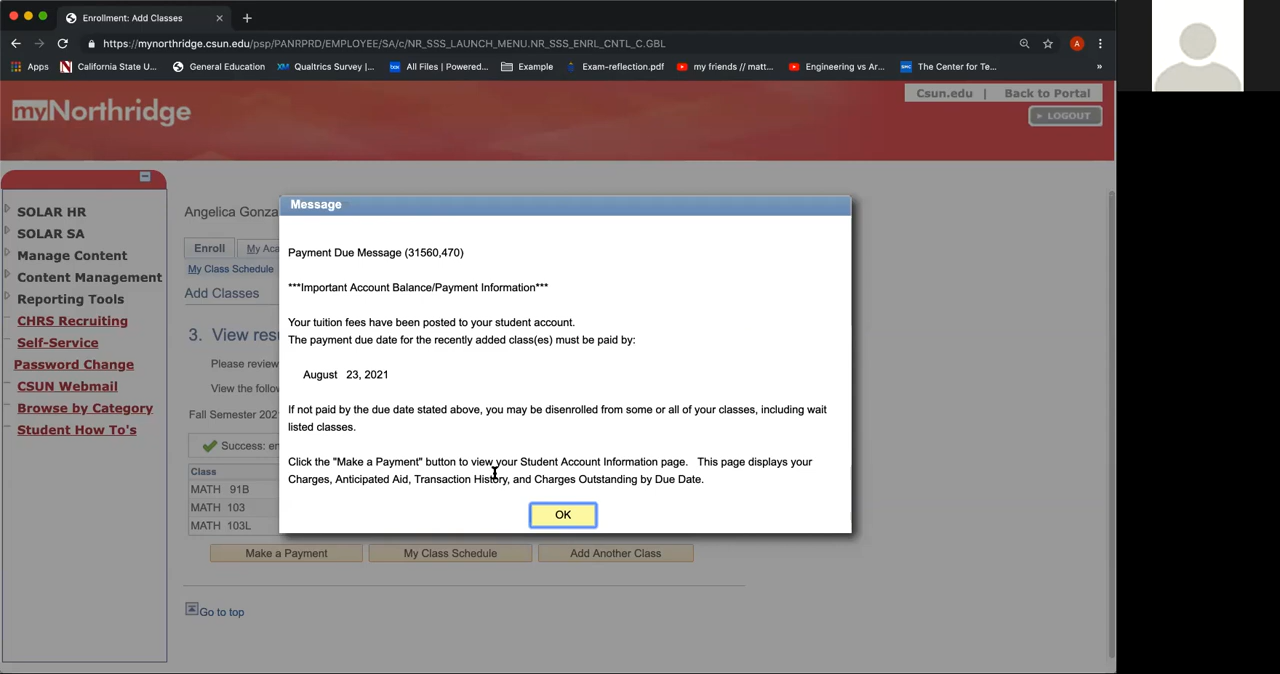 Enrollment: Add Classes
https://mynorthridge.csun.edu/psp/PANRPRD/EMPLOYEE/SA/c/NR_SSS_LAUNCH_MENU.NR_SSS_ENRL_CNTL_C.GBL
A
Apps
California State U...
General Education
XM
Qualtrics Survey |...
box
All Files | Powered...
Example
Exam-reflection.pdf
my friends // matt...
Engineering vs Ar...
The Center for Te...
»
myNorthridge
Csun.edu | Back to Portal
LOGOUT
SOLAR HR
SOLAR SA
Manage Content
Content Management
Reporting Tools
CHRS Recruiting
Self-Service
Password Change
CSUN Webmail
Browse by Category
Student How To's
Angelica Gonza
Enroll
My Aca
My Class Schedule
Add Classes
3. View resu
Please review
View the follow
Fall Semester 202
Success: en
Class
MATH 91B
MATH 103
MATH 103L
Message
Payment Due Message (31560,470)
***Important Account Balance/Payment Information***
Your tuition fees have been posted to your student account.
The payment due date for the recently added class(es) must be paid by:
August 23, 2021
If not paid by the due date stated above, you may be disenrolled from some or all of your classes, including wait
listed classes.
Click the "Make a Payment" button to view your Student Account Information page. This page displays your
Charges, Anticipated Aid, Transaction History, and Charges Outstanding by Due Date.
OK
Make a Payment
My Class Schedule
Add Another Class
Go to top